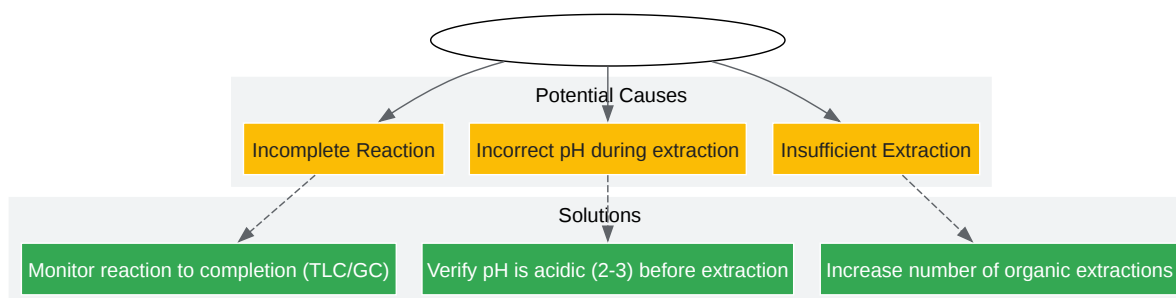 Potential Causes
Incomplete Reaction
Incorrect pH during extraction
Insufficient Extraction
Solutions
Monitor reaction to completion (TLC/GC)
Verify pH is acidic (2-3) before extraction
Increase number of organic extractions